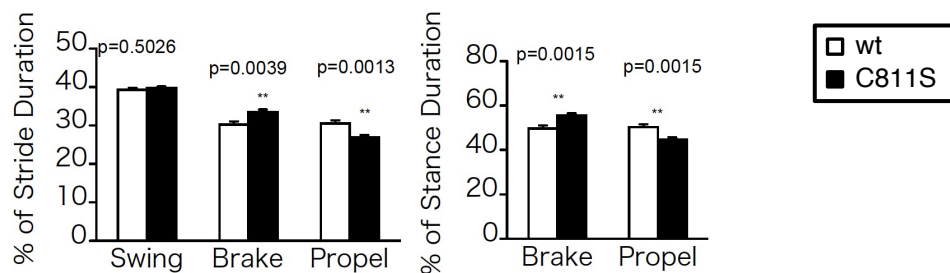 % of Stride Duration
50
40
30
20
10
0
p=0.5026
p=0.0039
p=0.0013
**
**
Swing
Brake
Propel
% of Stance Duration
80
60
40
20
0
p=0.0015
p=0.0015
**
**
Brake
Propel
wt
C811S